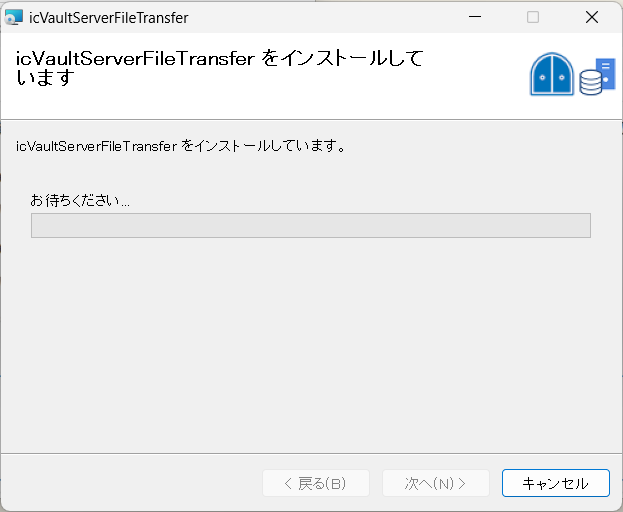 icVaultServerFileTransfer
icVaultServerFileTransfer をインストールして
います
icVaultServerFileTransfer をインストールしています。
お待ちください...
< 戻る(B)
次へ(N) >
キャンセル